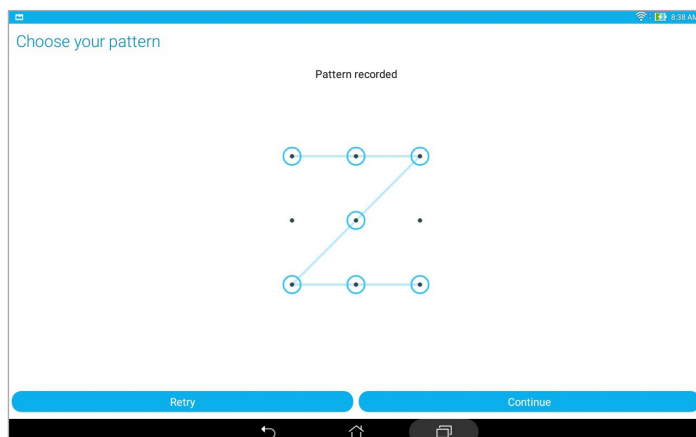 8:38 AM
Choose your pattern
Pattern recorded
Retry
Continue